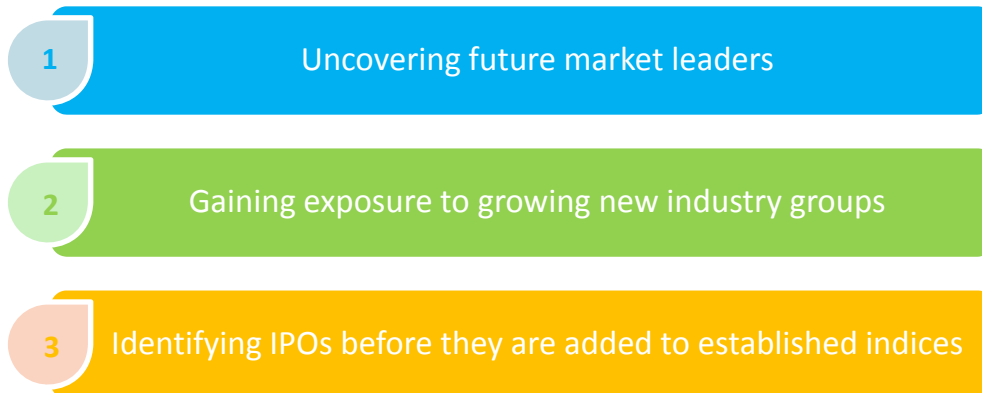 1
Uncovering future market leaders
2
Gaining exposure to growing new industry groups
3
Identifying IPOs before they are added to established indices